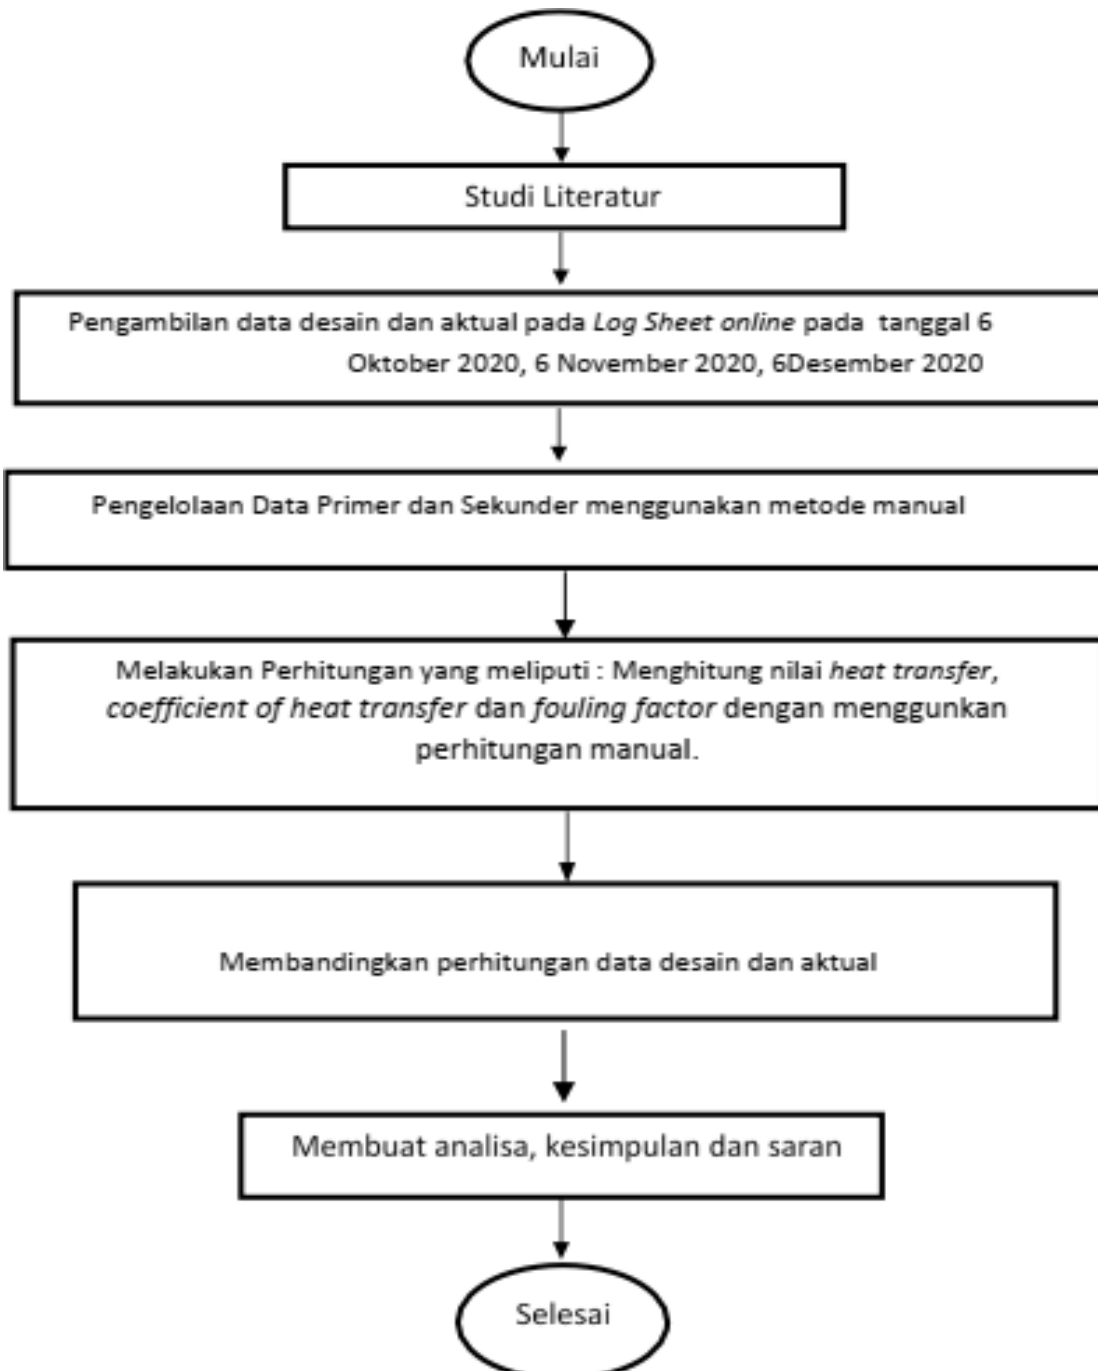 Mulai
Studi Literatur
Pengambilan data desain dan aktual pada Log Sheet online pada tanggal 6
Oktober 2020, 6 November 2020, 6Desember 2020
Pengelolaan Data Primer dan Sekunder menggunakan metode manual
Melakukan Perhitungan yang meliputi : Menghitung nilai heat transfer,
coefficient of heat transfer dan fouling factor dengan menggunkan
perhitungan manual.
Membandingkan perhitungan data desain dan aktual
Membuat analisa, kesimpulan dan saran
Selesai